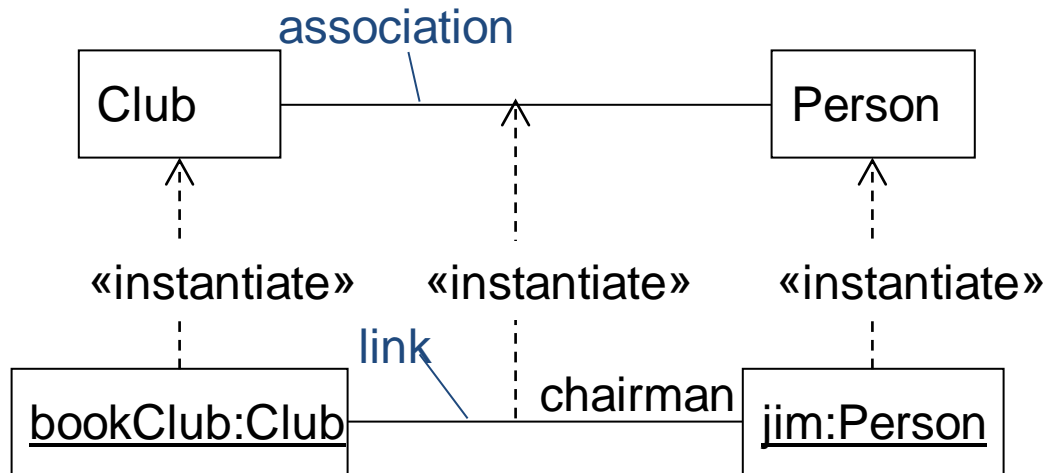 association
Club
Person
«instantiate»
«instantiate»
«instantiate»
link
chairman
bookClub:Club
jim:Person